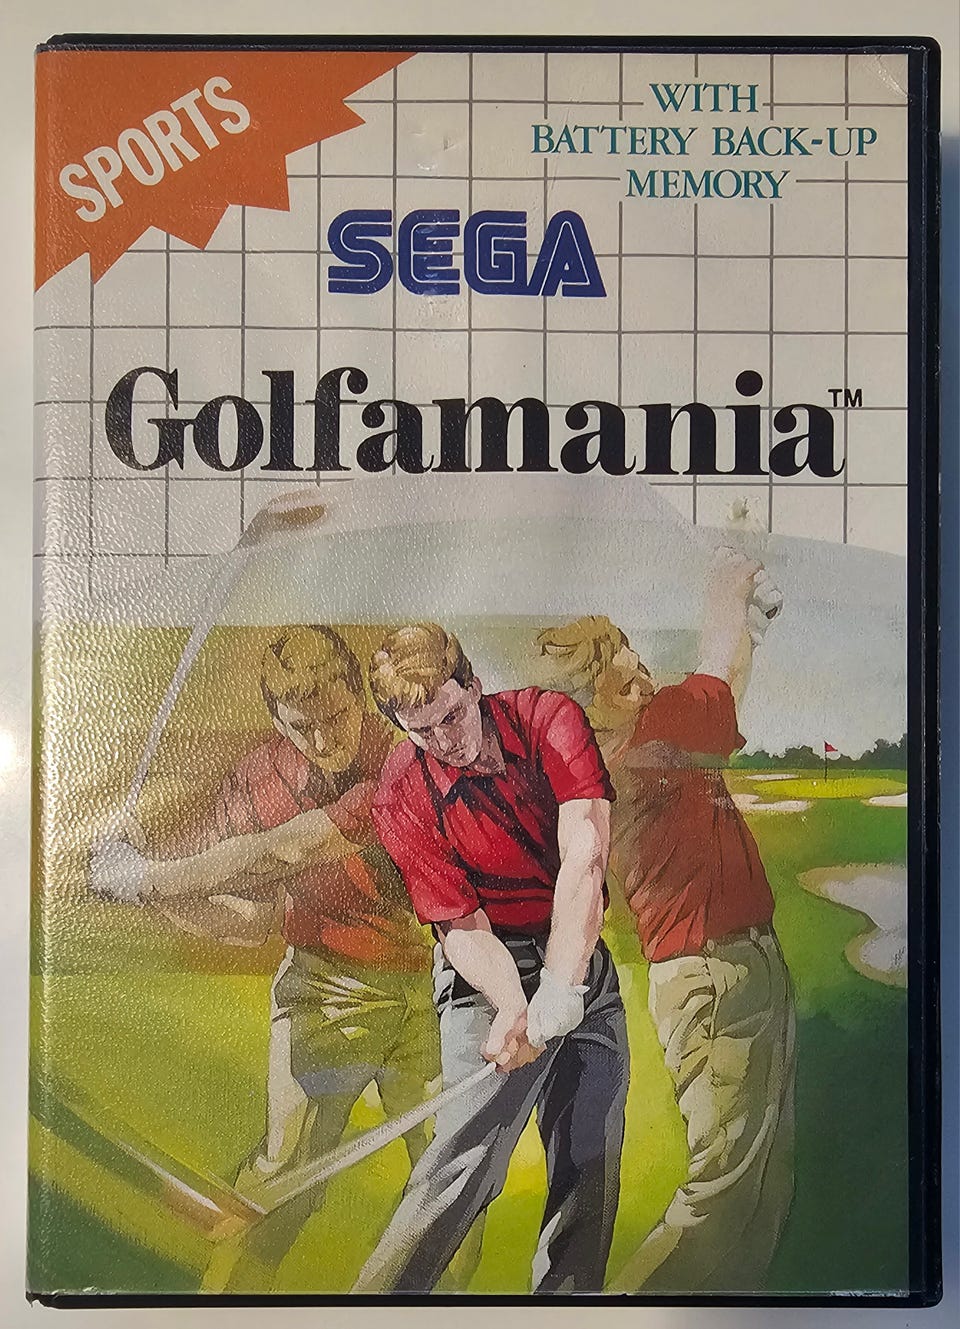 SPORTS
WITH
BATTERY BACK-UP
MEMORY
SEGA
Golfamania™